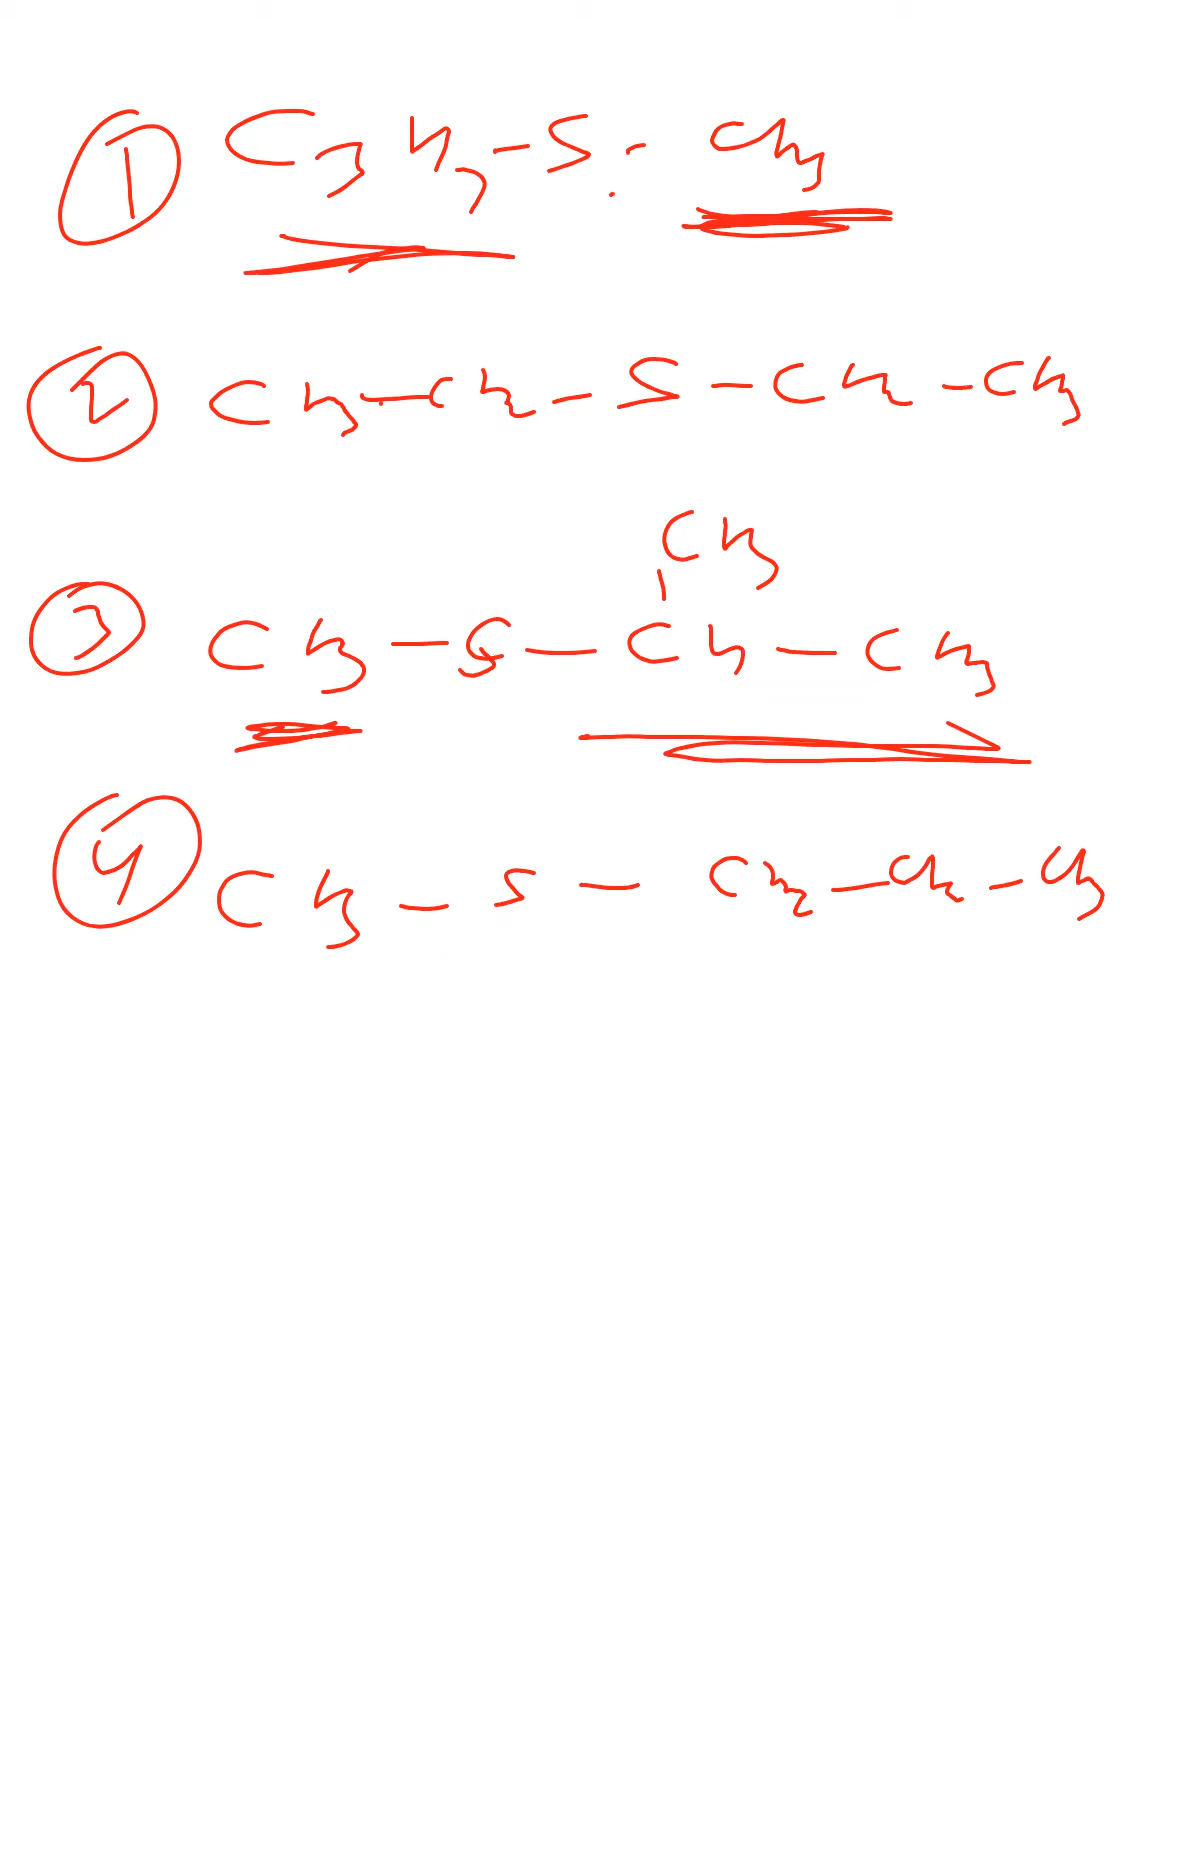 ① C₃H₇-S-CH₃
② CH₃-CH₂-S-CH₂-CH₃
CH₃
③ CH₃-S-CH-CH₃
④ CH₃-S-CH₂-CH₂-CH₃